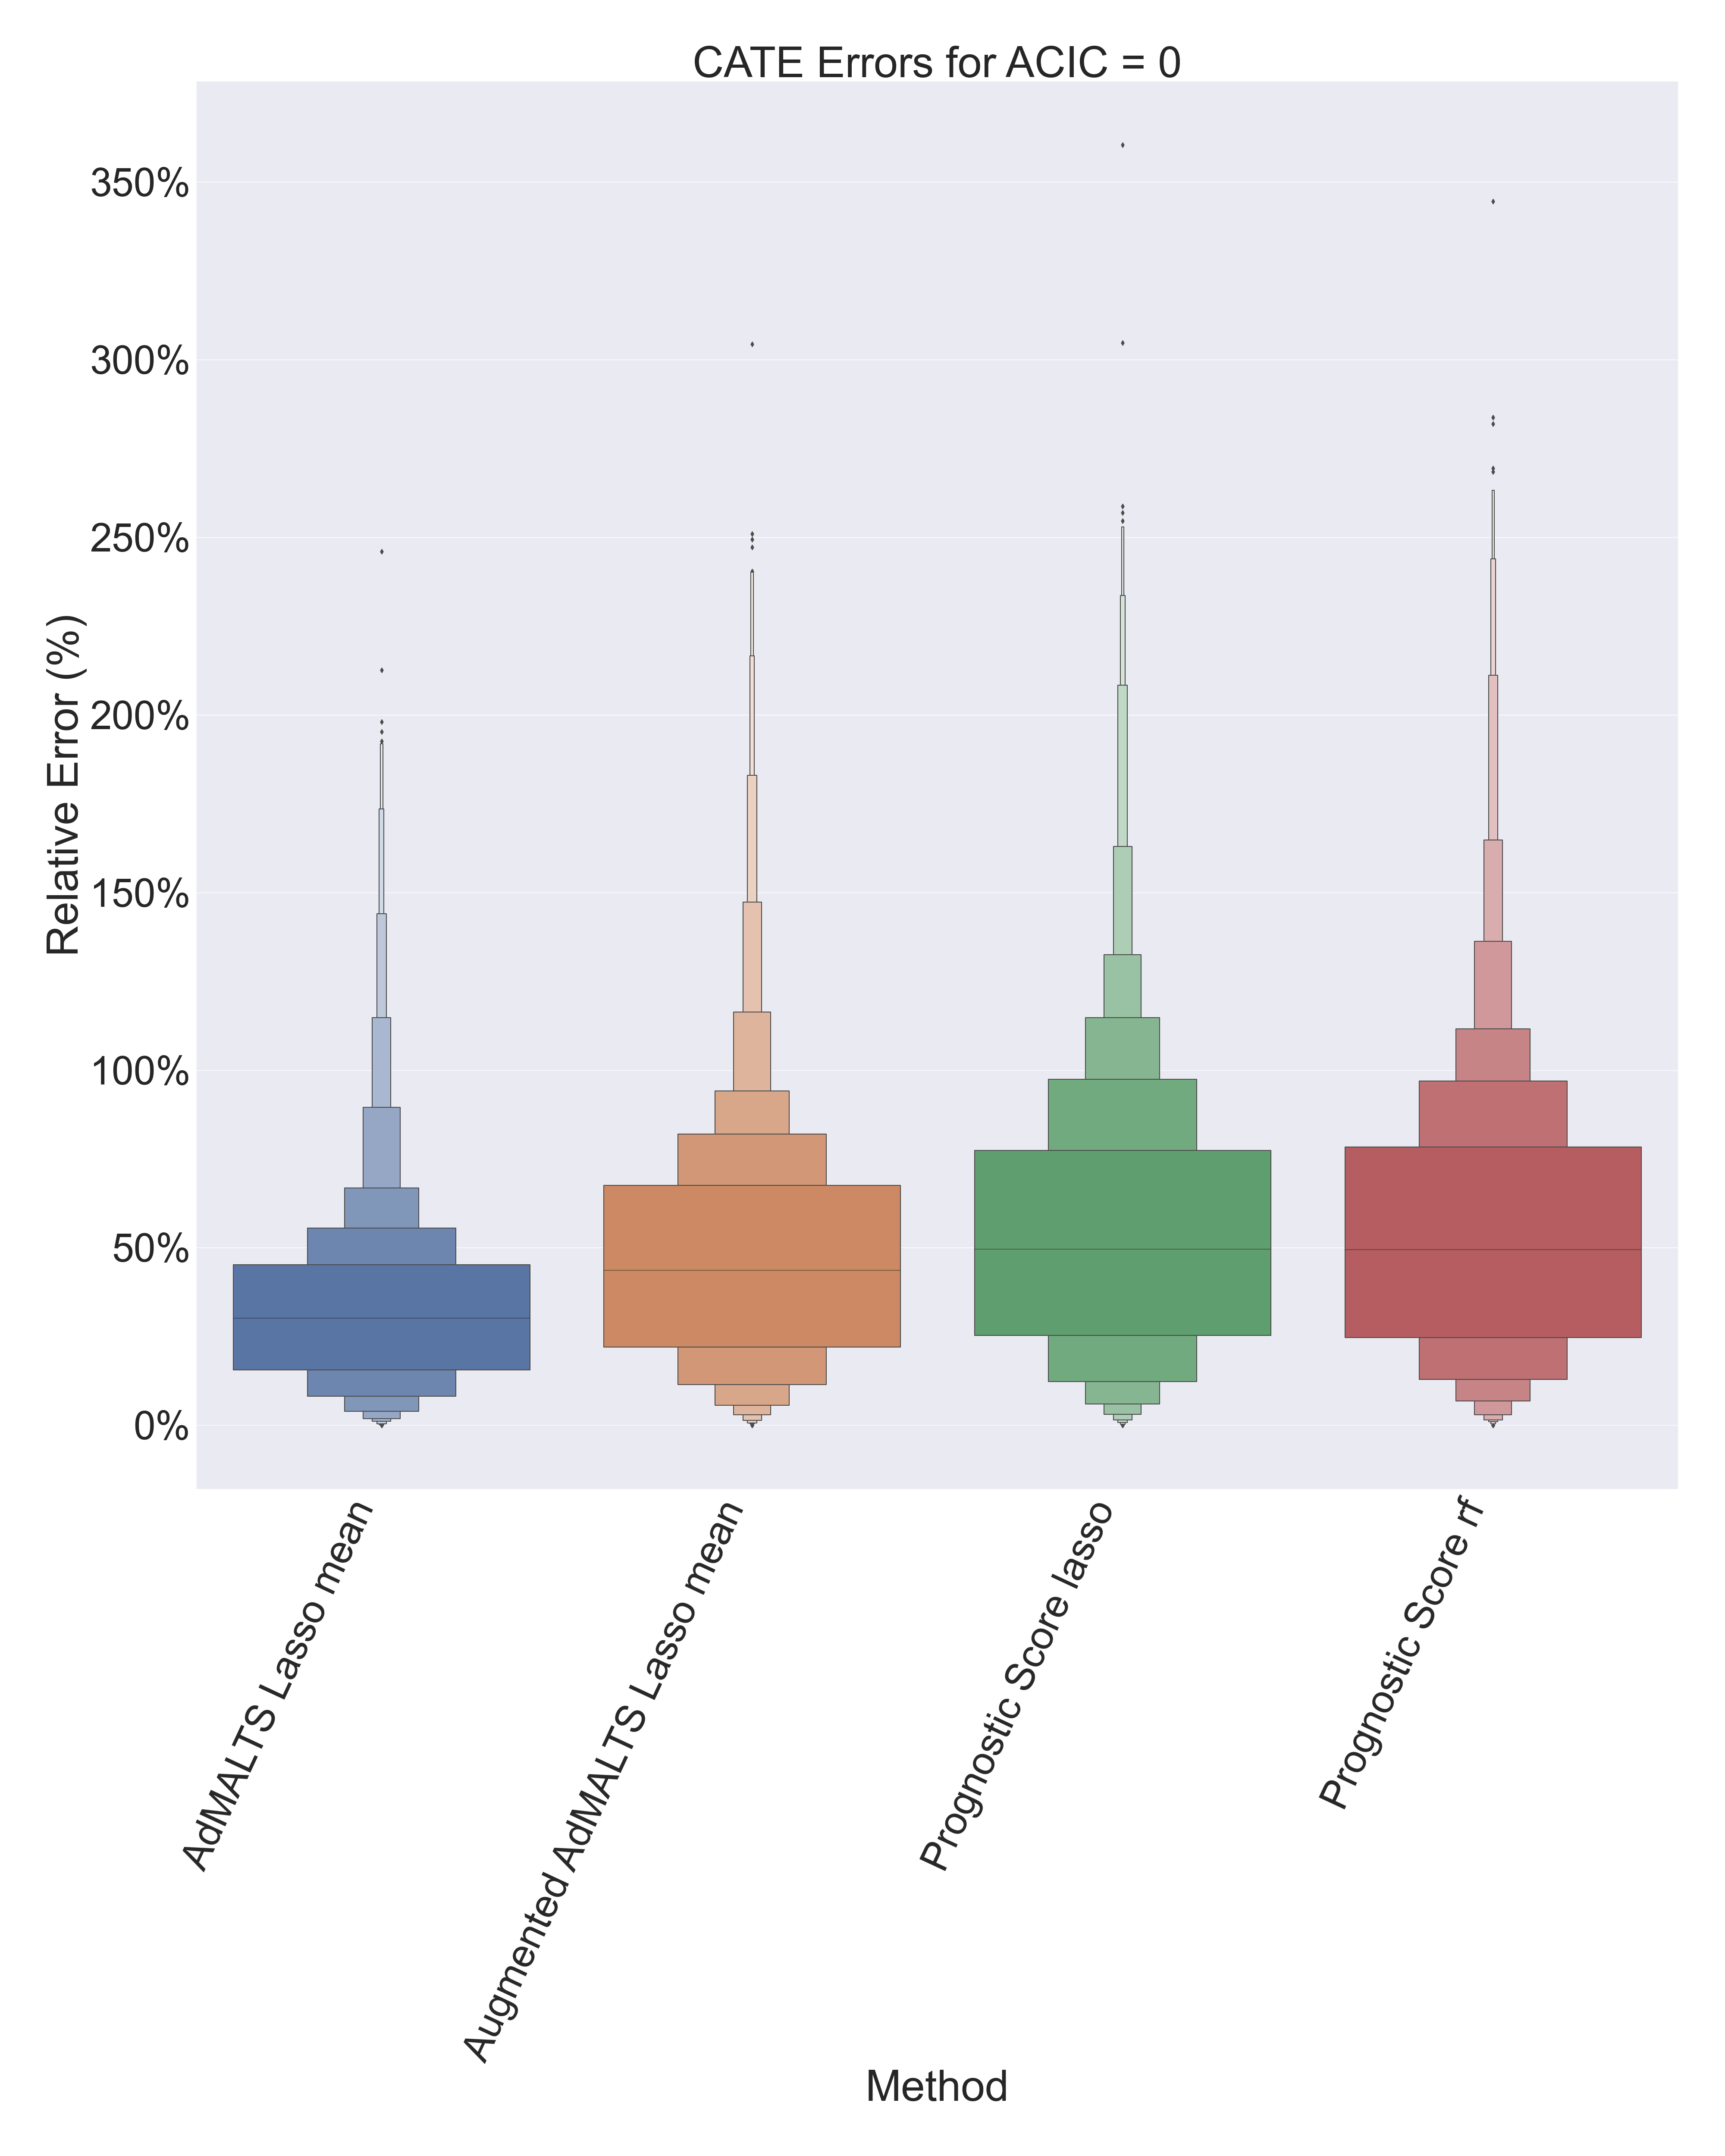 CATE Errors for ACIC = 0
Relative Error (%)
350%
300%
250%
200%
150%
100%
50%
0%
AdMALTS Lasso mean
Augmented AdMALTS Lasso mean
Prognostic Score lasso
Prognostic Score rf
Method